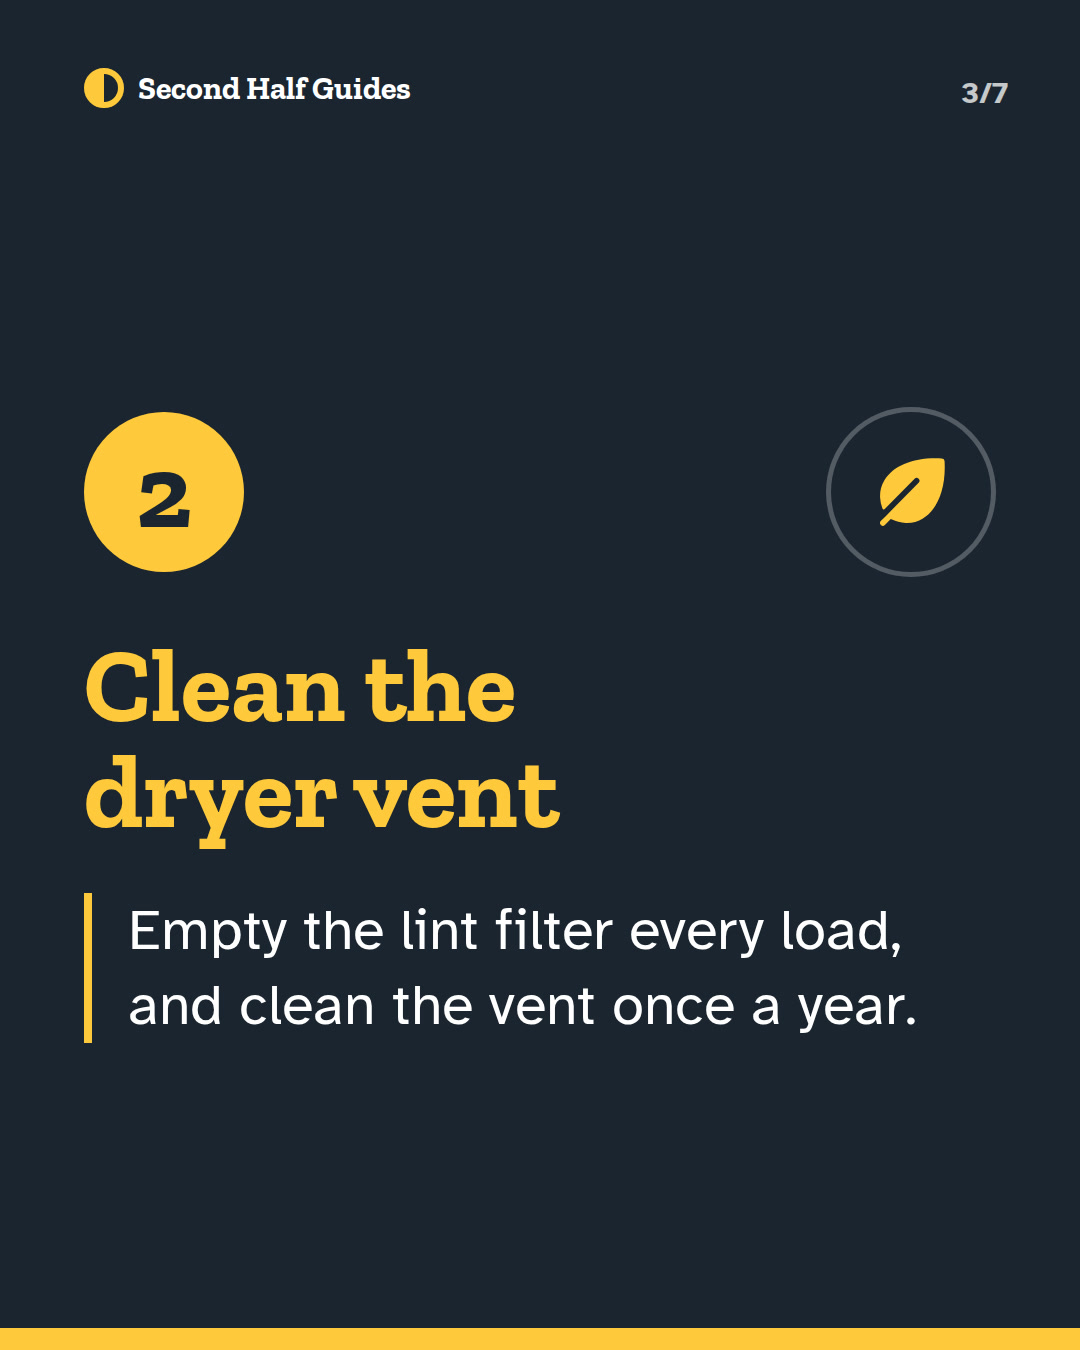 Second Half Guides
3/7
2
Clean the
dryer vent
Empty the lint filter every load,
and clean the vent once a year.